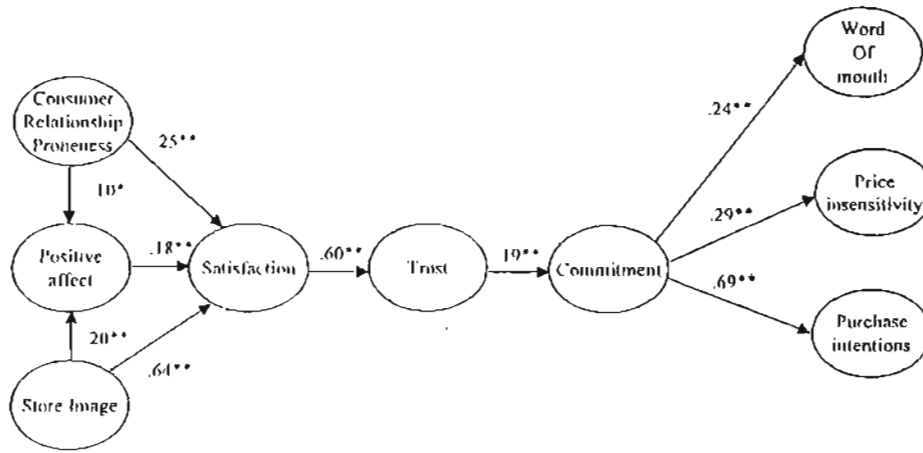 Word
Of
mouth
Consumer
Relationship
Proneness
.24**
.25**
.10*
Price
insensitivity
.29**
Positive
affect
.18**
Satisfaction
.60**
Trust
.19**
Commitment
.69**
.20**
.64**
Purchase
intentions
Store Image